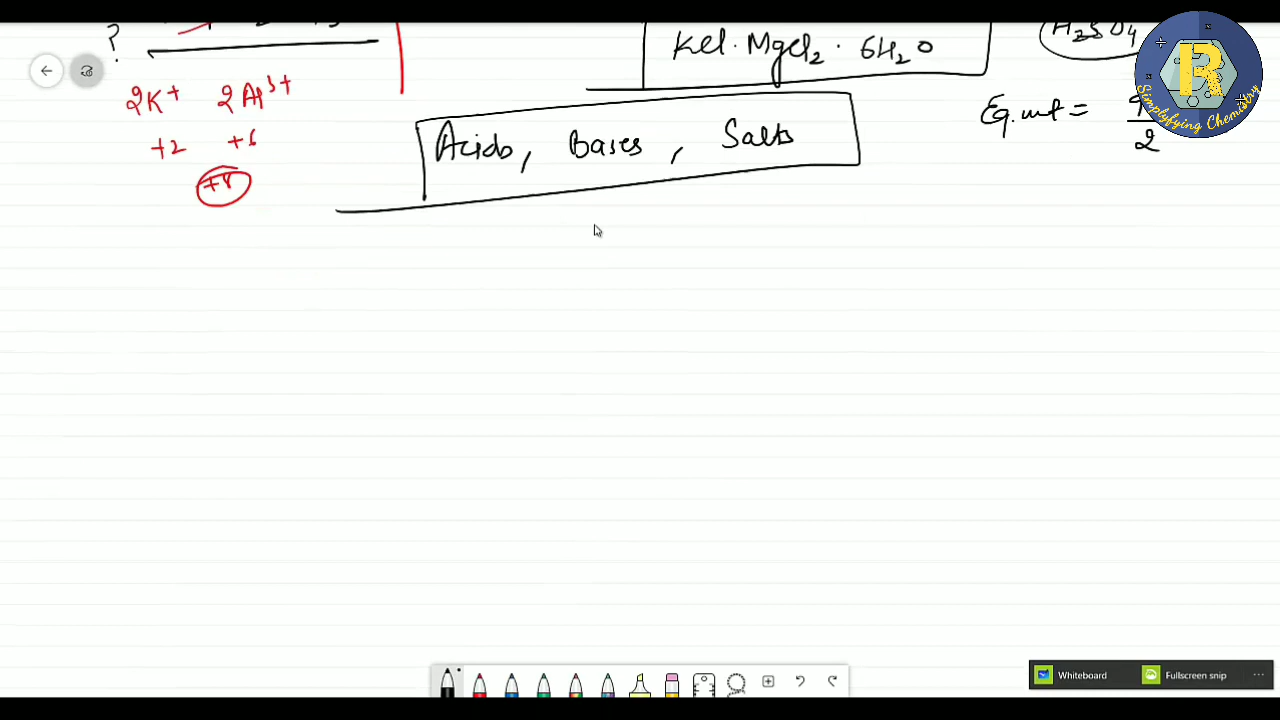 ?
KCl·MgCl₂·6H₂O
H₂SO₄
2K⁺ 2Al³⁺
+2 +6
+8
Acids, Bases, Salts
Eq. wt =
2
R
Simplyfying Chemistry
Whiteboard
Fullscreen snip